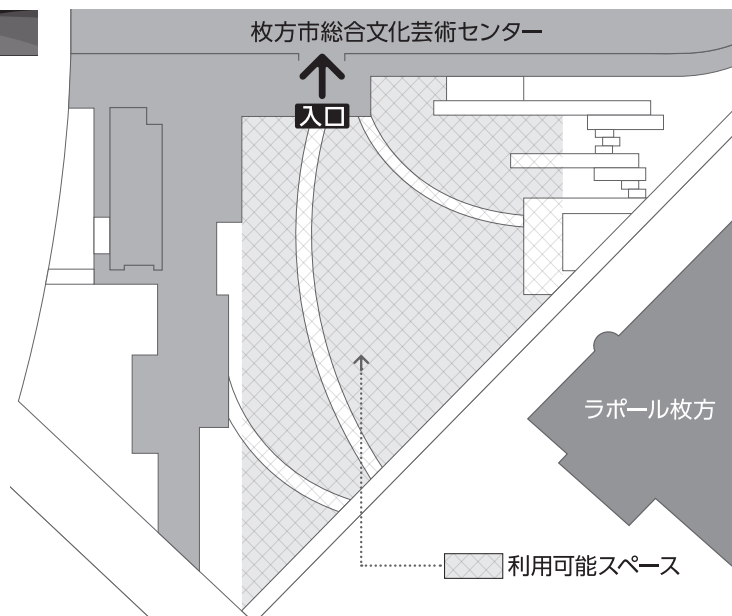 枚方市総合文化芸術センター
入口
ラポール枚方
利用可能スペース